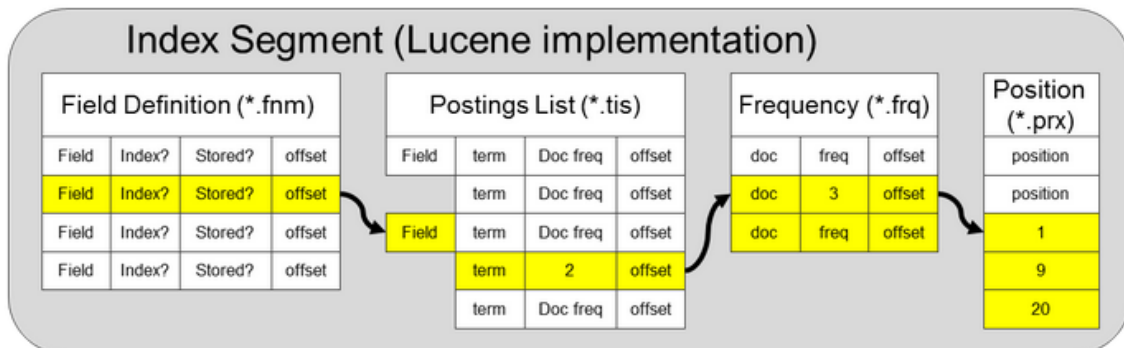 Index Segment (Lucene implementation)
Field Definition (*.fnm)
Field Index? Stored? offset
Field Index? Stored? offset
Field Index? Stored? offset
Field Index? Stored? offset
Postings List (*.tis)
Field term Doc freq offset
term Doc freq offset
Field term Doc freq offset
term 2 offset
term Doc freq offset
Frequency (*.frq)
doc freq offset
doc 3 offset
doc freq offset
Position
(*.prx)
position
position
1
9
20